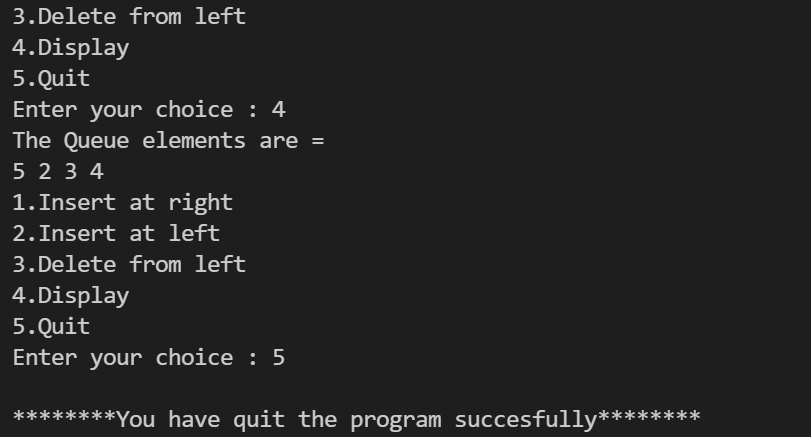 3.Delete from left
4.Display
5.Quit
Enter your choice : 4
The Queue elements are =
5 2 3 4
1.Insert at right
2.Insert at left
3.Delete from left
4.Display
5.Quit
Enter your choice : 5
********You have quit the program succesfully********